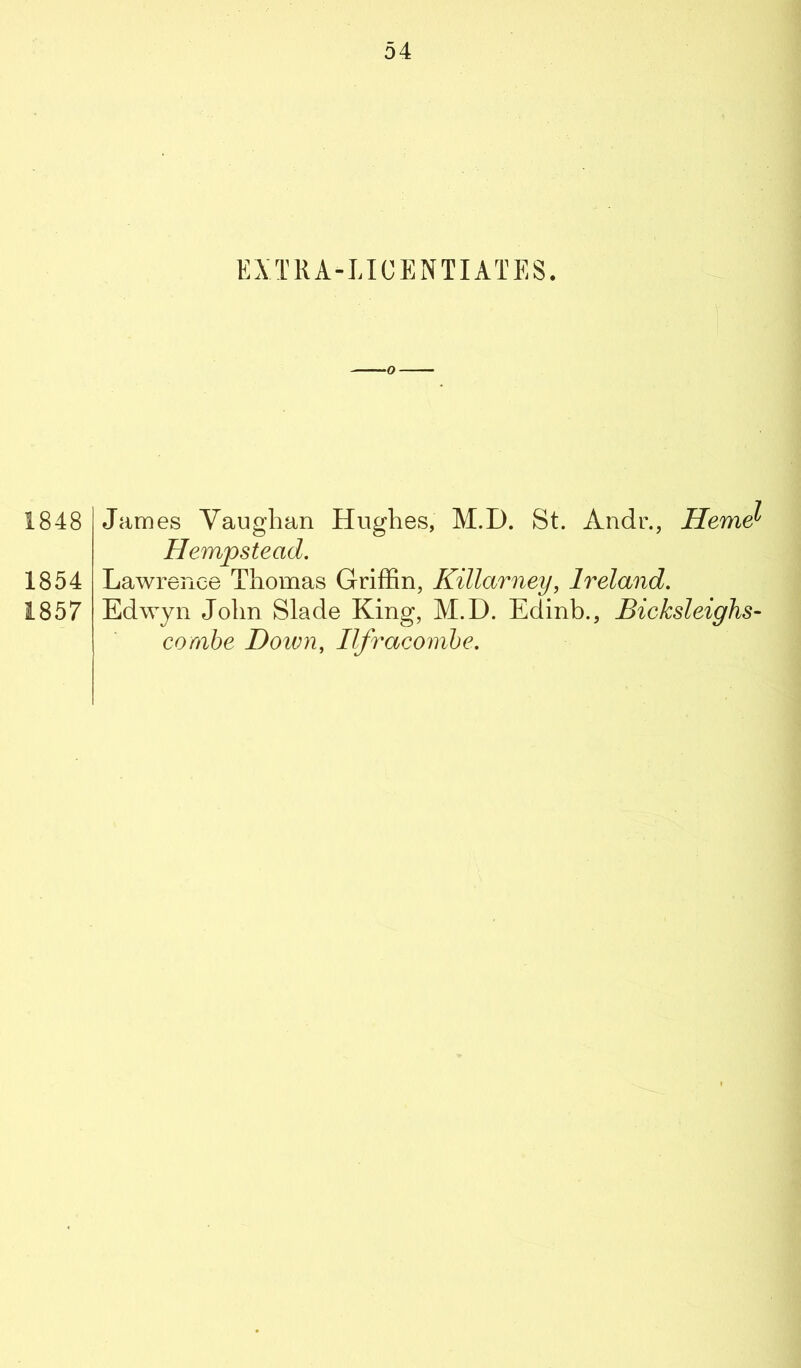 54
EXTRA-LICENTIATES.
1848 James Vaughan Hughes, M.D. St. Andr., Hemel
Hempstead.
1854 Lawrence Thomas Griffin, Killarney, Ireland.
1857 Edwyn John Slade King, M.D. Edinb., Bicksleighs-
combe Down, Ilfracombe.